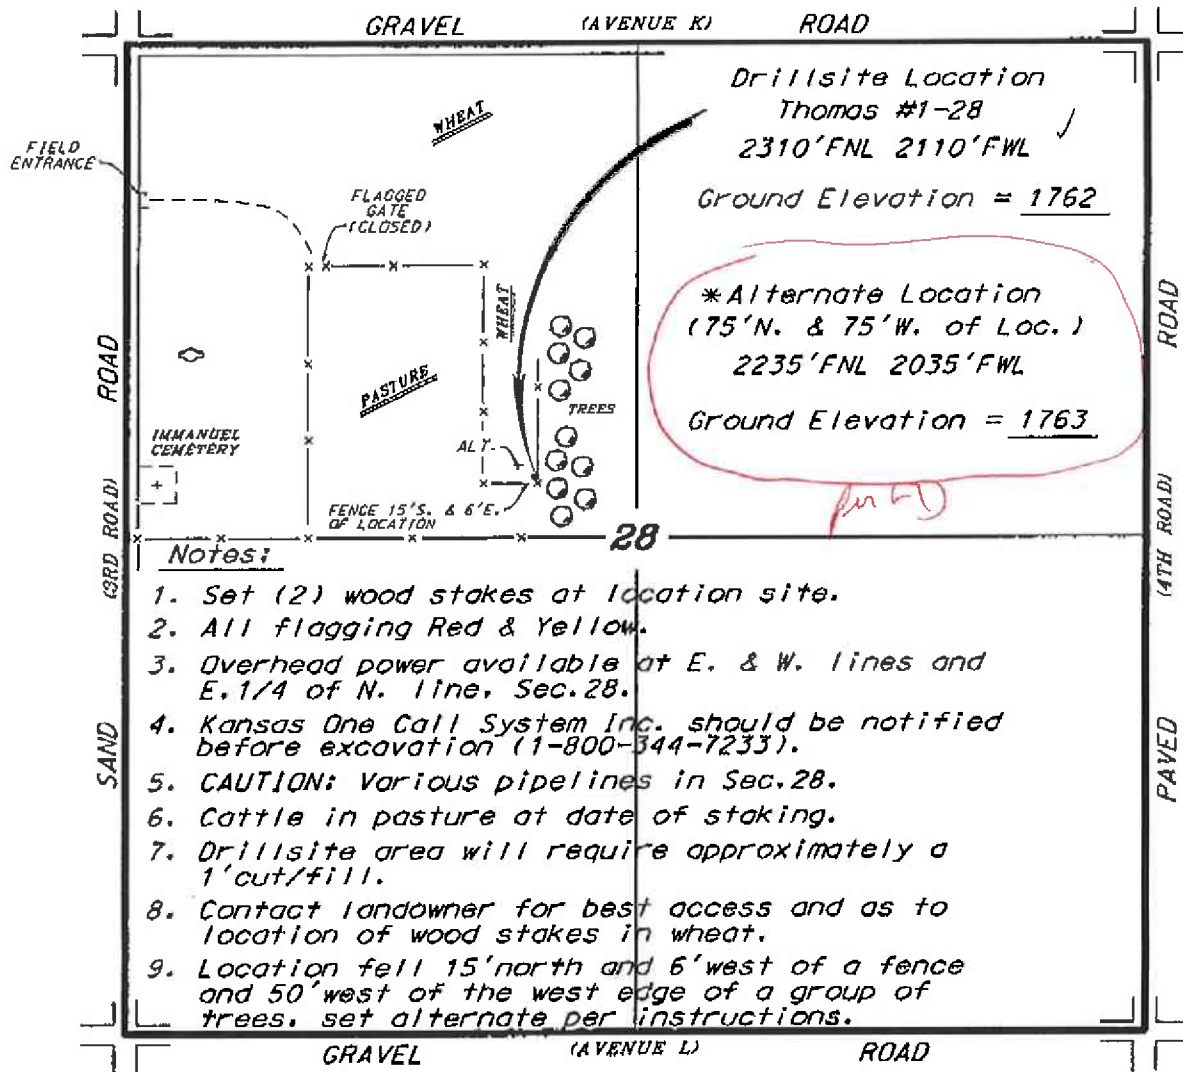 GRAVEL (AVENUE K) ROAD
Drillsite Location
Thomas #1-28
2310'FNL 2110'FWL
Ground Elevation = 1762
*Alternate Location
(75'N. & 75'W. of Loc.)
2235'FNL 2035'FWL
Ground Elevation = 1763
WHEAT
FIELD
ENTRANCE
FLAGGED
GATE
(CLOSED)
WHEAT
PASTURE
TREES
ALT.
IMMANUEL
CEMETERY
FENCE 15'S. & 6'E.
OF LOCATION
28
SAND (3RD ROAD) ROAD
PAVED (4TH ROAD) ROAD
Notes:
1. Set (2) wood stakes at location site.
2. All flagging Red & Yellow.
3. Overhead power available at E. & W. lines and
E.1/4 of N. line, Sec.28.
4. Kansas One Call System Inc. should be notified
before excavation (1-800-344-7233).
5. CAUTION: Various pipelines in Sec.28.
6. Cattle in pasture at date of staking.
7. Drillsite area will require approximately a
1'cut/fill.
8. Contact landowner for best access and as to
location of wood stakes in wheat.
9. Location fell 15'north and 6'west of a fence
and 50'west of the west edge of a group of
trees. set alternate per instructions.
GRAVEL (AVENUE L) ROAD